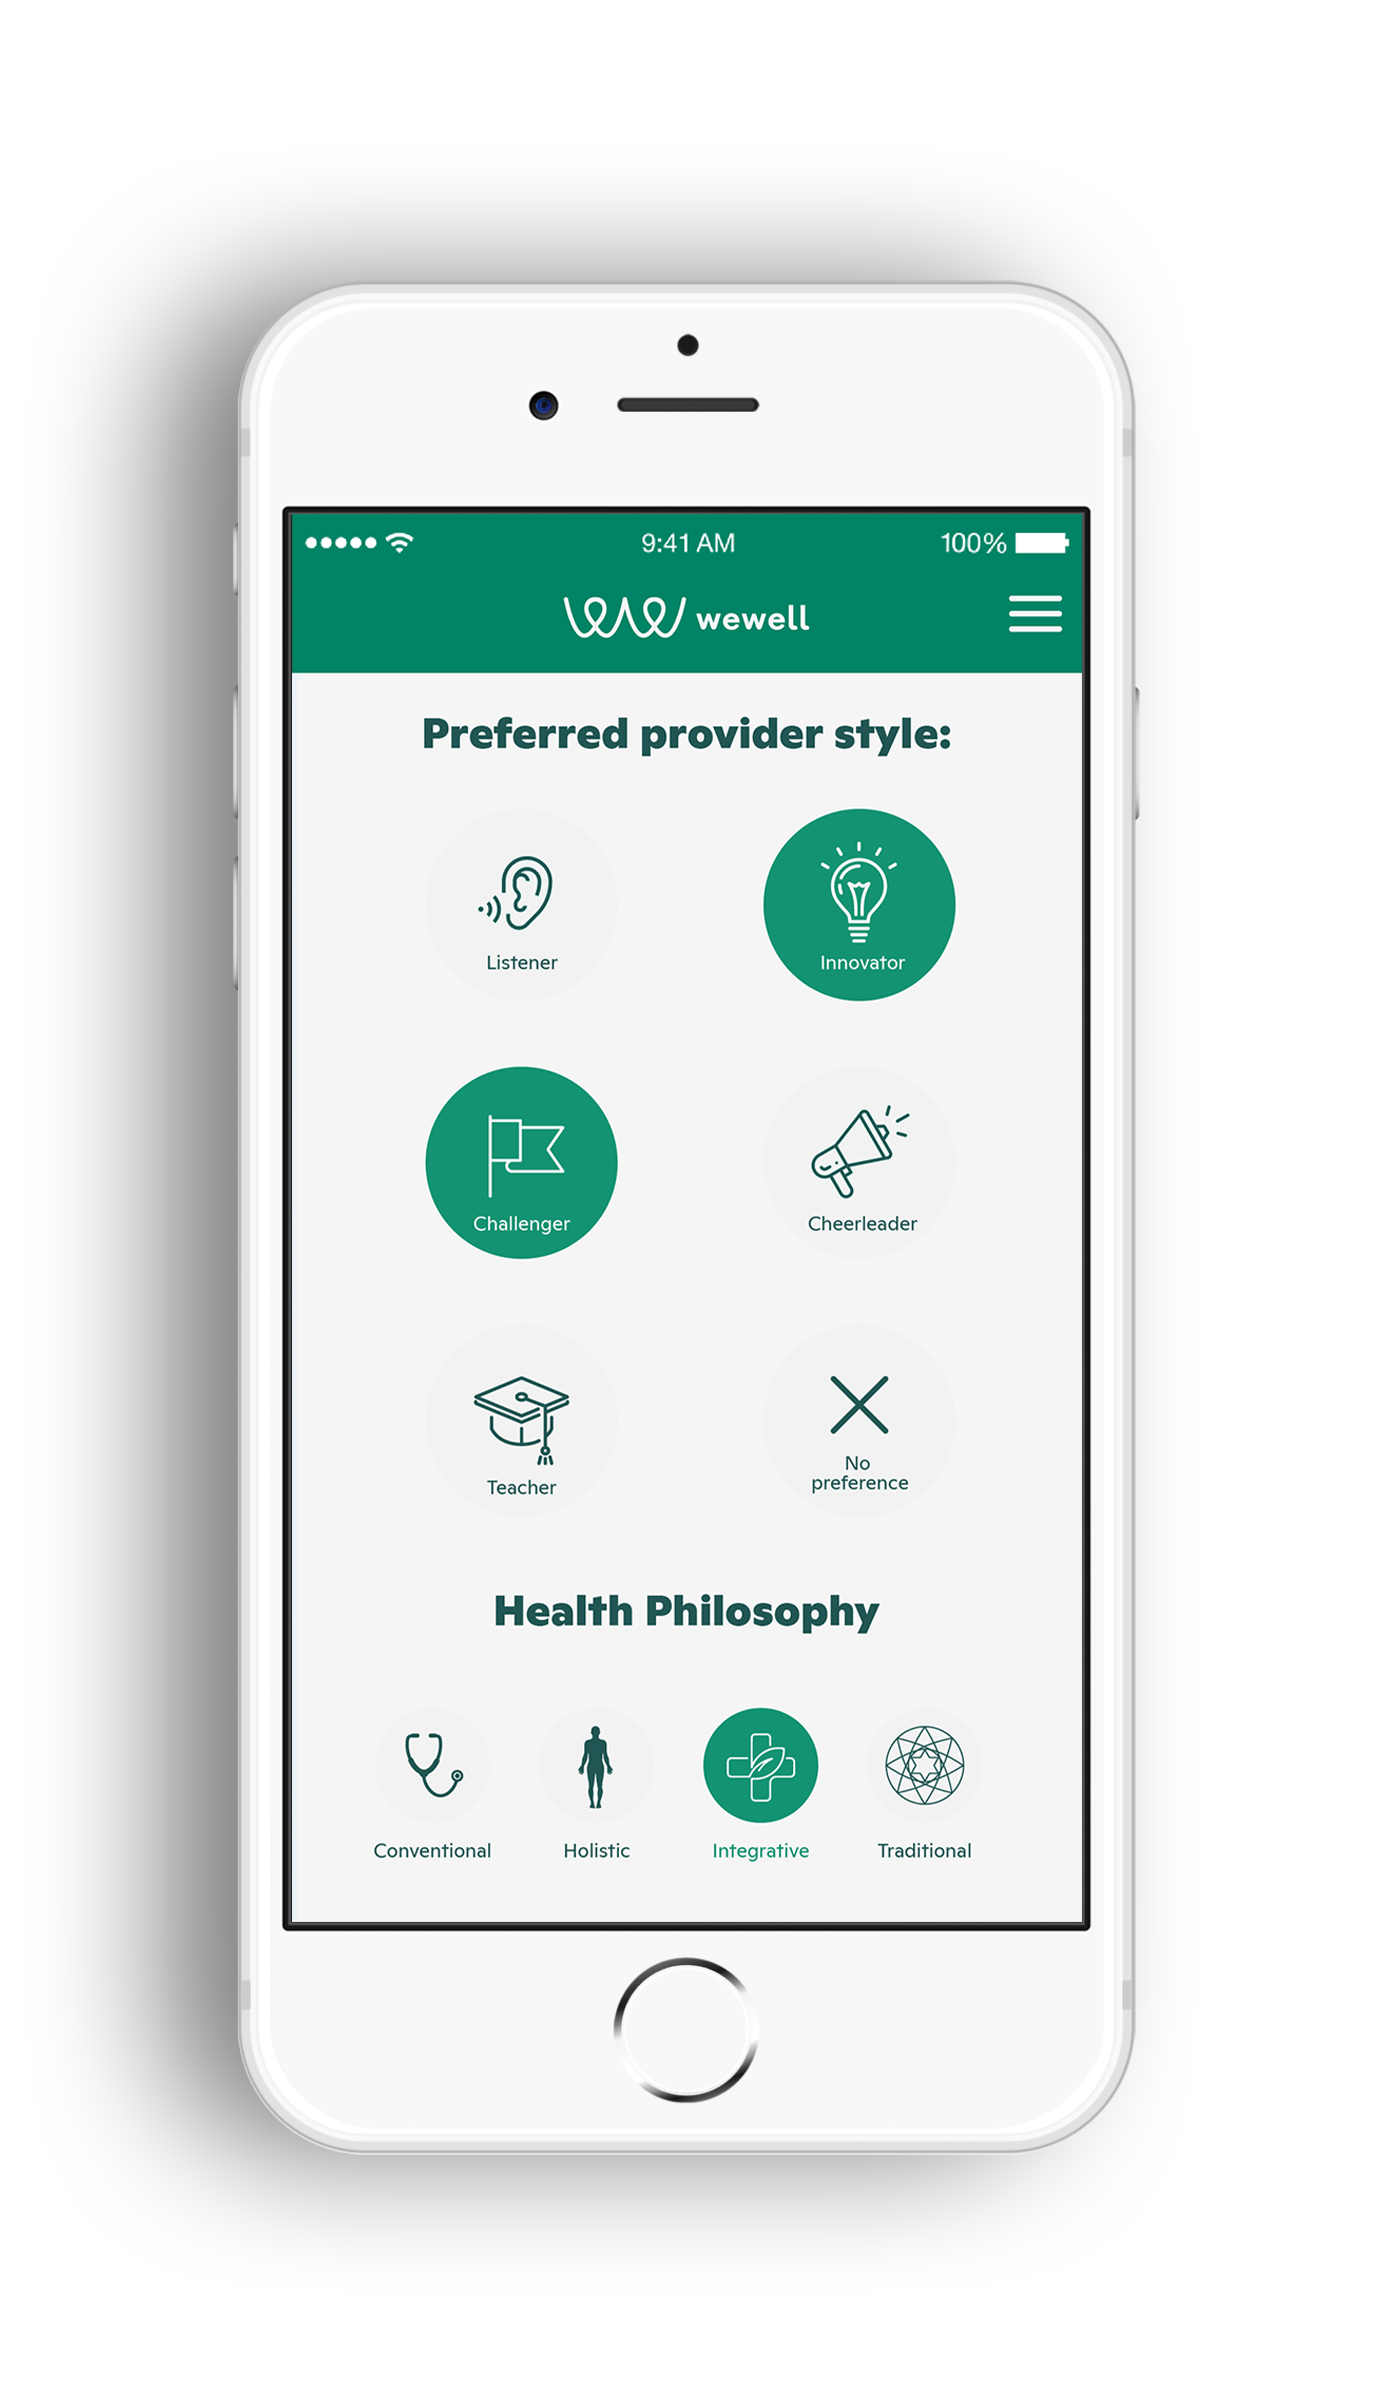 9:41 AM 100%
wewell
Preferred provider style:
Listener Innovator
Challenger Cheerleader
Teacher No
preference
Health Philosophy
Conventional Holistic Integrative Traditional